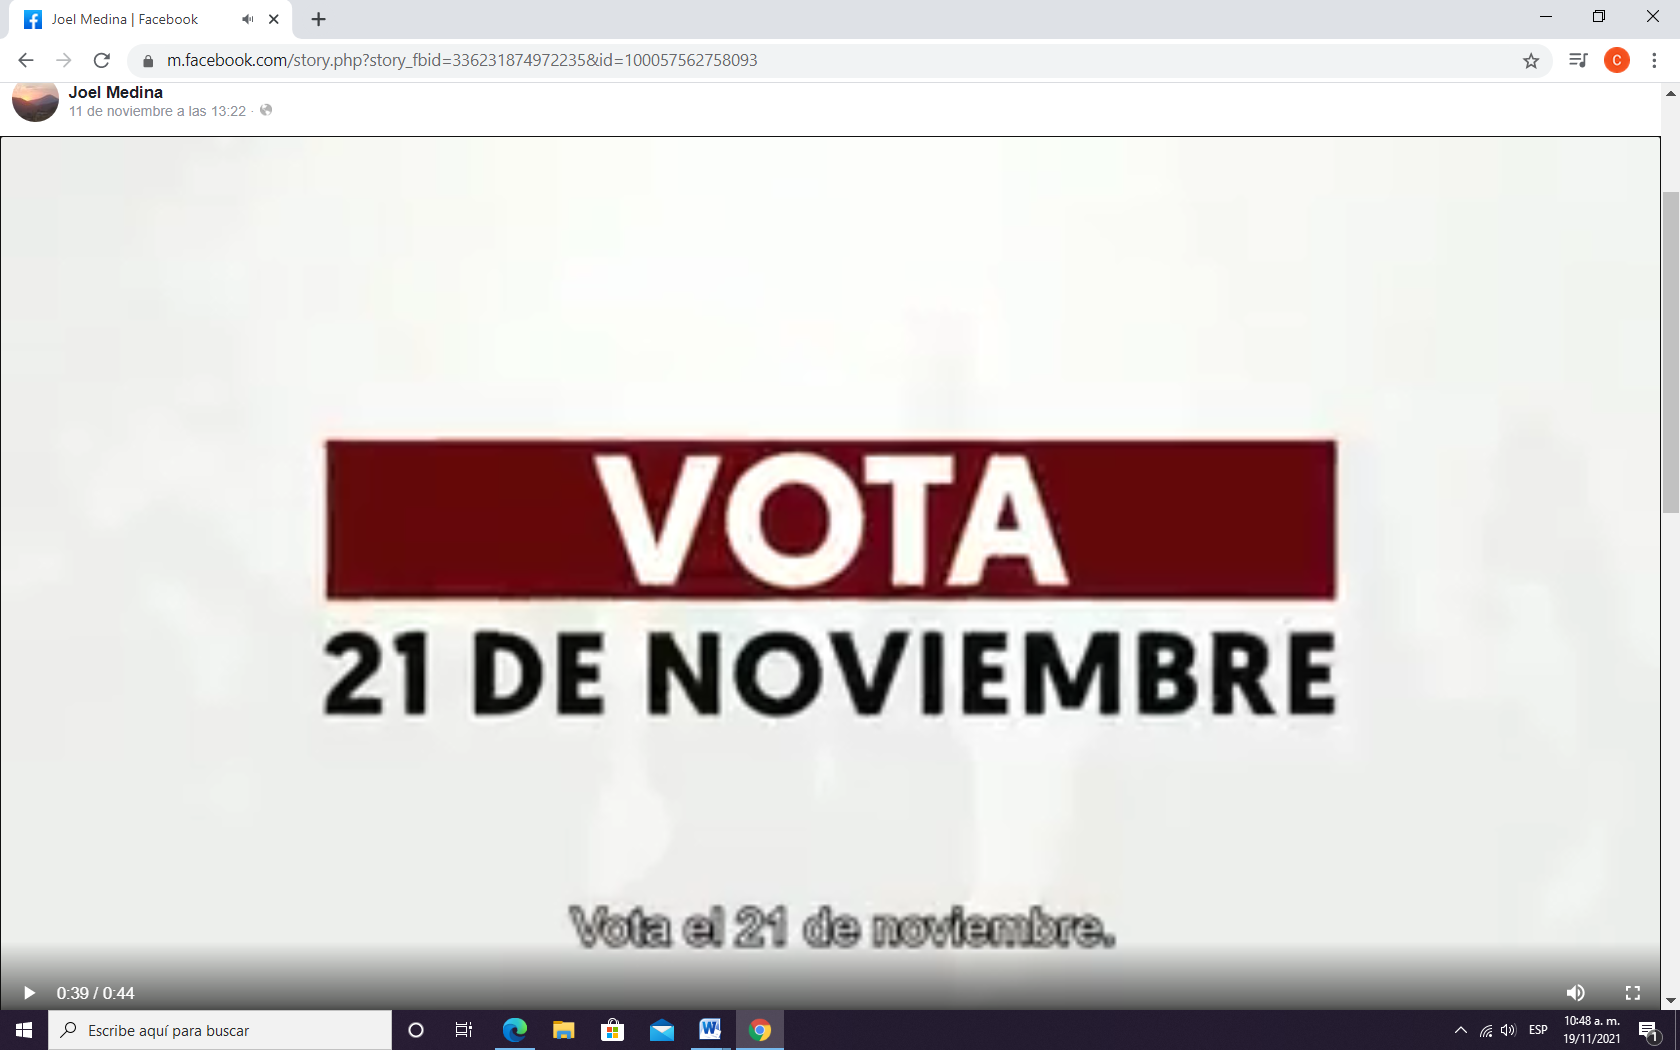 Joel Medina | Facebook
m.facebook.com/story.php?story_fbid=336231874972235&id=100057562758093
C
Joel Medina
11 de noviembre a las 13:22 ·
VOTA
21 DE NOVIEMBRE
Vota el 21 de noviembre.
0:39 / 0:44
Escribe aquí para buscar
ESP
10:48 a. m.
19/11/2021
1